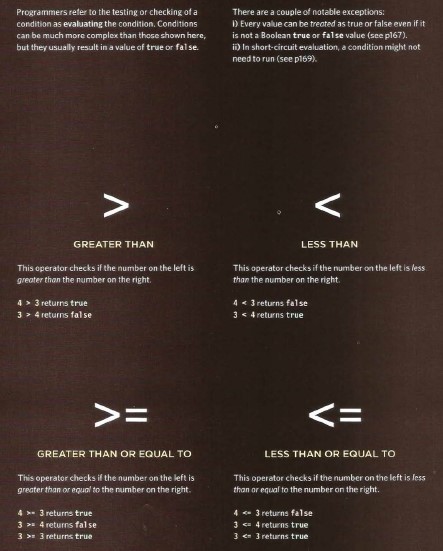 Programmers refer to the testing or checking of a
condition as evaluating the condition. Conditions
can be much more complex than those shown here,
but they usually result in a value of true or false.
There are a couple of notable exceptions:
i) Every value can be treated as true or false even if it
is not a Boolean true or false value (see p167).
ii) In short-circuit evaluation, a condition might not
need to run (see p169).
>
GREATER THAN
This operator checks if the number on the left is
greater than the number on the right.
4 > 3 returns true
3 > 4 returns false
<
LESS THAN
This operator checks if the number on the left is less
than the number on the right.
4 < 3 returns false
3 < 4 returns true
>=
GREATER THAN OR EQUAL TO
This operator checks if the number on the left is
greater than or equal to the number on the right.
4 >= 3 returns true
3 >= 4 returns false
3 >= 3 returns true
<=
LESS THAN OR EQUAL TO
This operator checks if the number on the left is less
than or equal to the number on the right.
4 <= 3 returns false
3 <= 4 returns true
3 <= 3 returns true